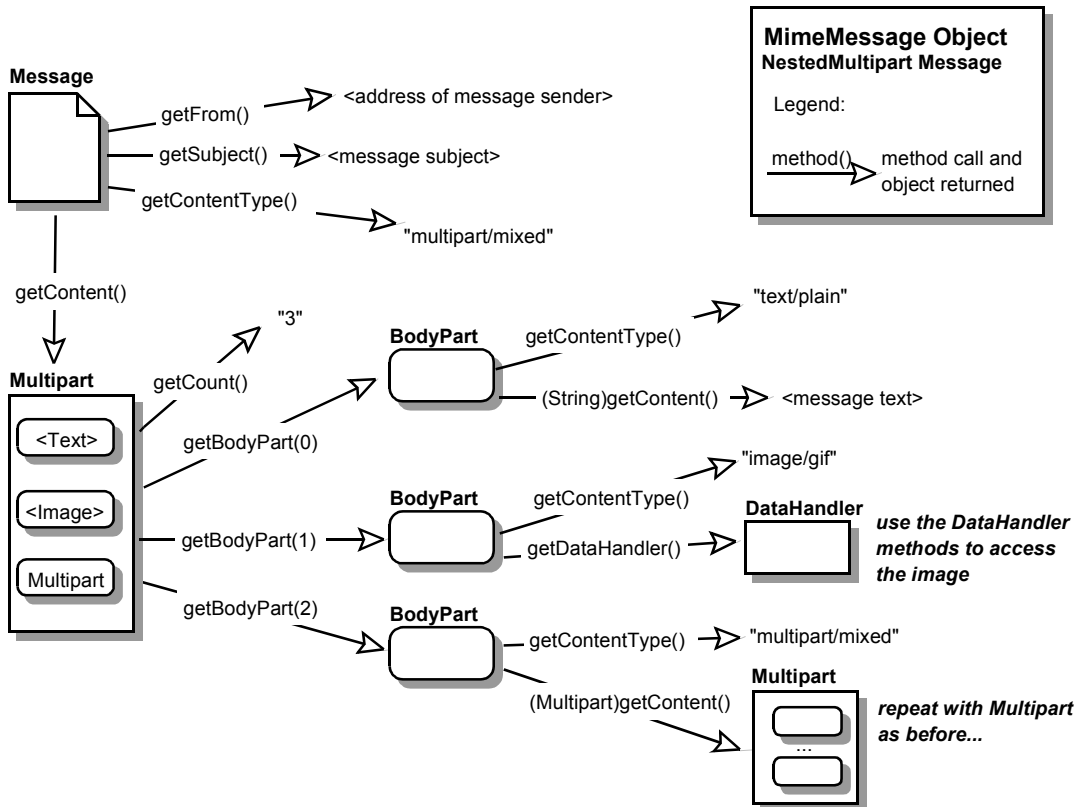 MimeMessage Object
NestedMultipart Message
Legend:
method()
method call and
object returned
Message
getFrom()
<address of message sender>
getSubject()
<message subject>
getContentType()
"multipart/mixed"
getContent()
Multipart
<Text>
<Image>
Multipart
getCount()
"3"
getBodyPart(0)
BodyPart
getContentType()
"text/plain"
(String)getContent()
<message text>
getBodyPart(1)
BodyPart
getContentType()
"image/gif"
getDataHandler()
DataHandler
use the DataHandler
methods to access
the image
getBodyPart(2)
BodyPart
getContentType()
"multipart/mixed"
(Multipart)getContent()
Multipart
...
repeat with Multipart
as before...